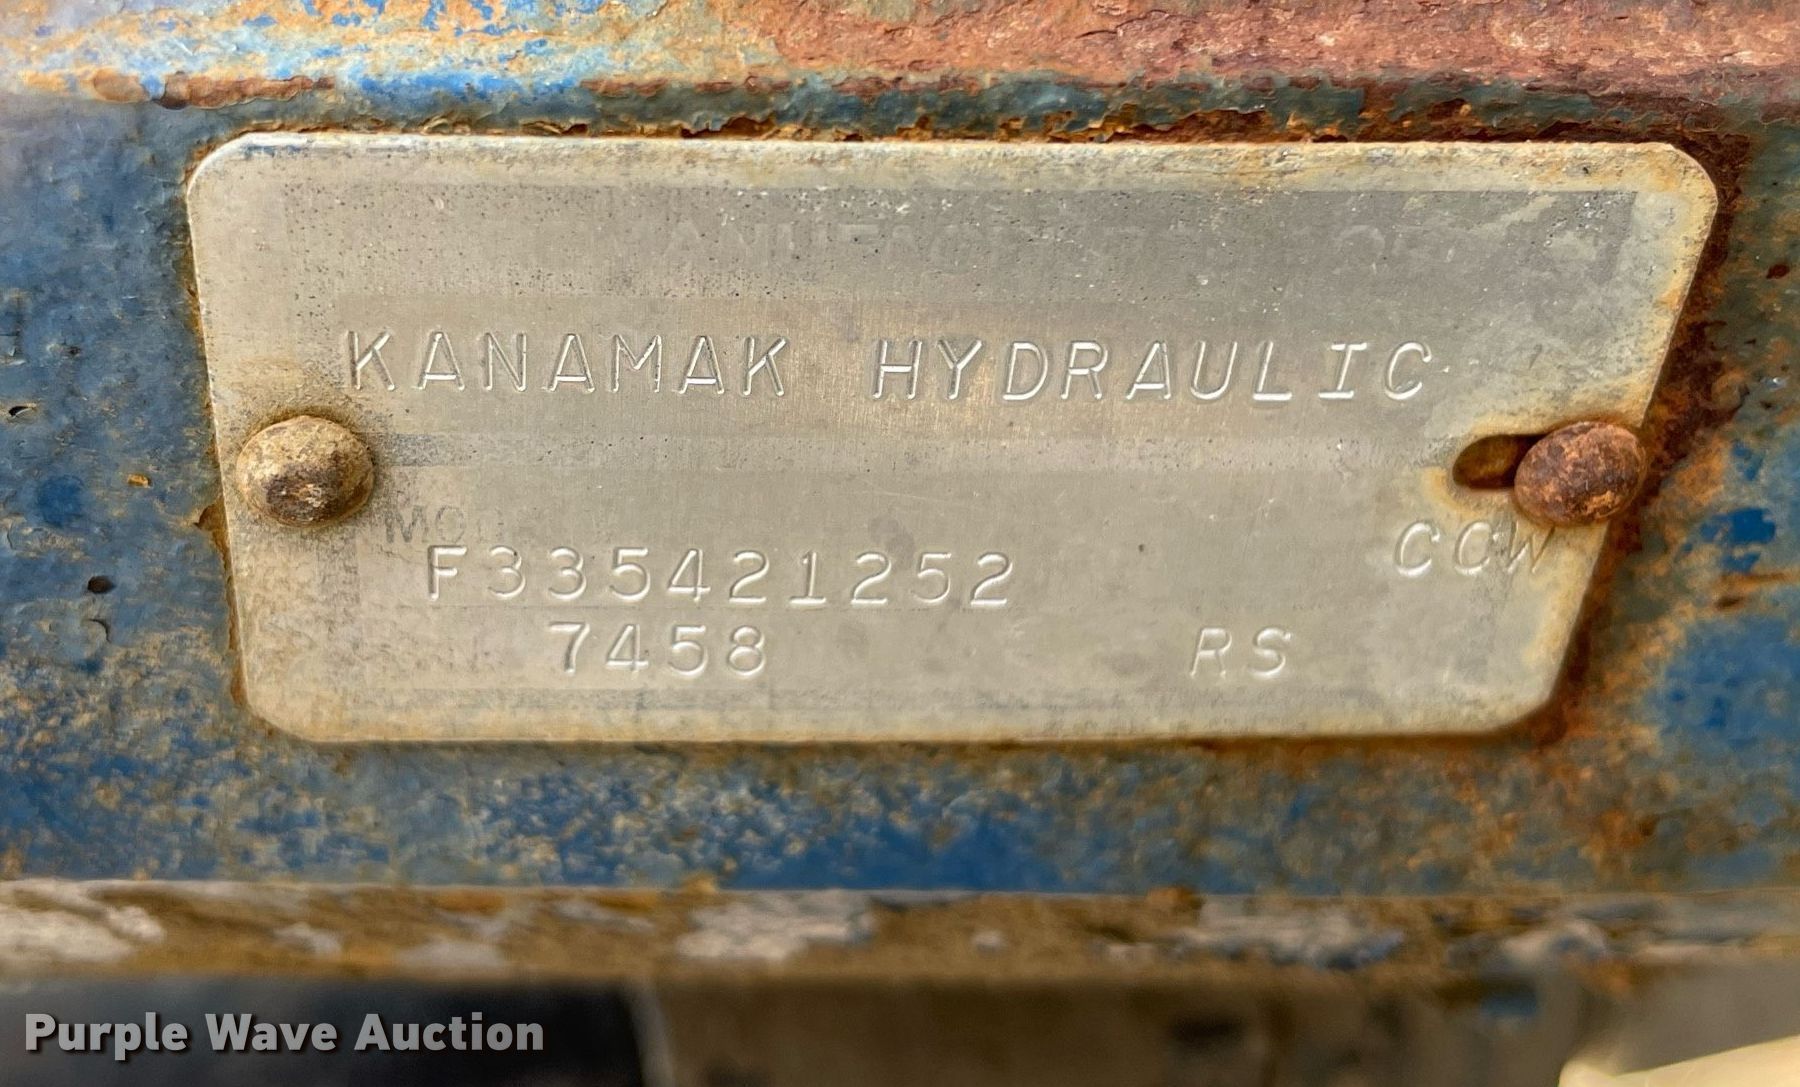 KANAMAK HYDRAULIC
F335421252 CCW
7458 RS
Purple Wave Auction